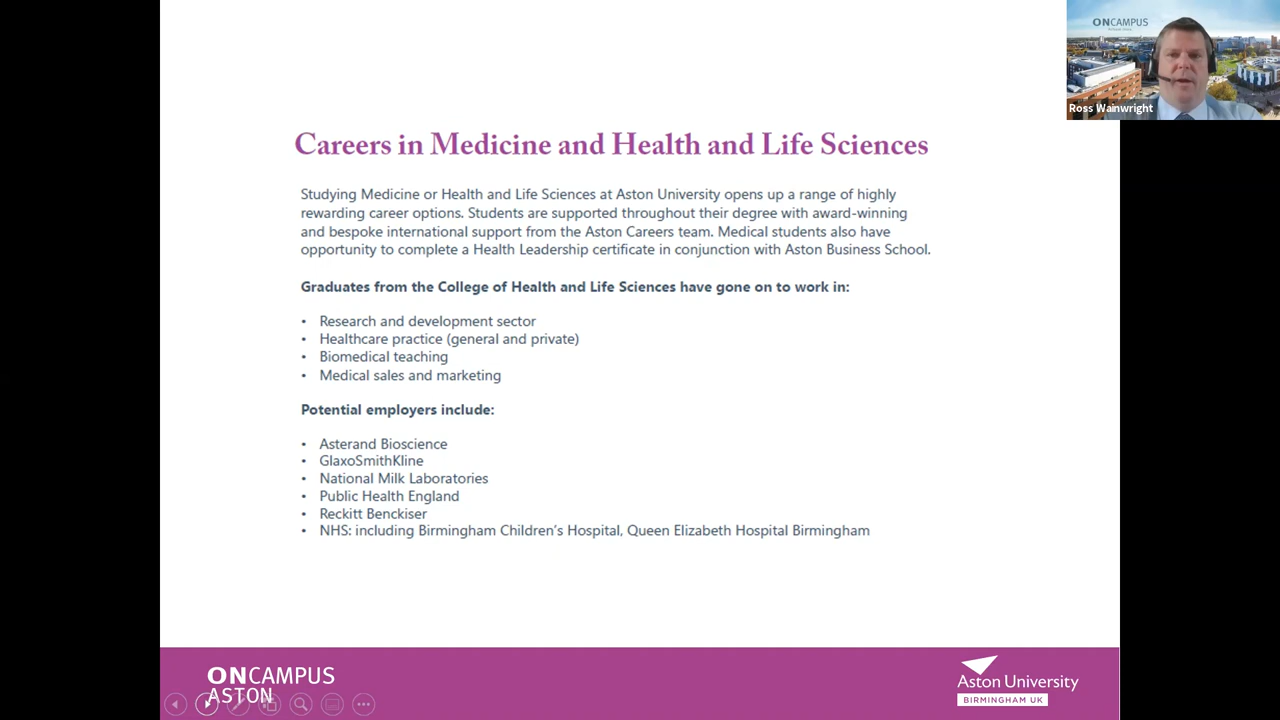 ONCAMPUS
Ross Wainwright
Careers in Medicine and Health and Life Sciences
Studying Medicine or Health and Life Sciences at Aston University opens up a range of highly
rewarding career options. Students are supported throughout their degree with award-winning
and bespoke international support from the Aston Careers team. Medical students also have
opportunity to complete a Health Leadership certificate in conjunction with Aston Business School.
Graduates from the College of Health and Life Sciences have gone on to work in:
• Research and development sector
• Healthcare practice (general and private)
• Biomedical teaching
• Medical sales and marketing
Potential employers include:
• Asterand Bioscience
• GlaxoSmithKline
• National Milk Laboratories
• Public Health England
• Reckitt Benckiser
• NHS: including Birmingham Children's Hospital, Queen Elizabeth Hospital Birmingham
ONCAMPUS
ASTON
Aston University
BIRMINGHAM UK